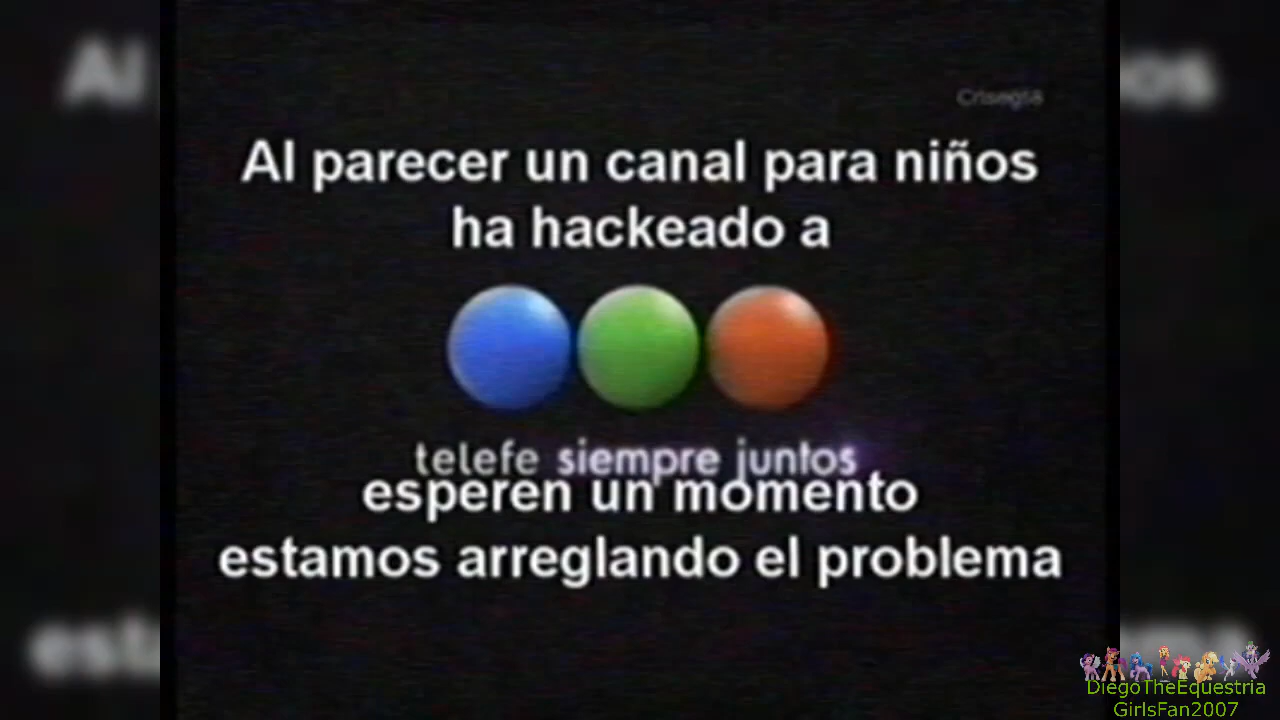 Al parecer un canal para niños
ha hackeado a
telefe siempre juntos
esperen un momento
estamos arreglando el problema
DiegoTheEquestria
GirlsFan2007